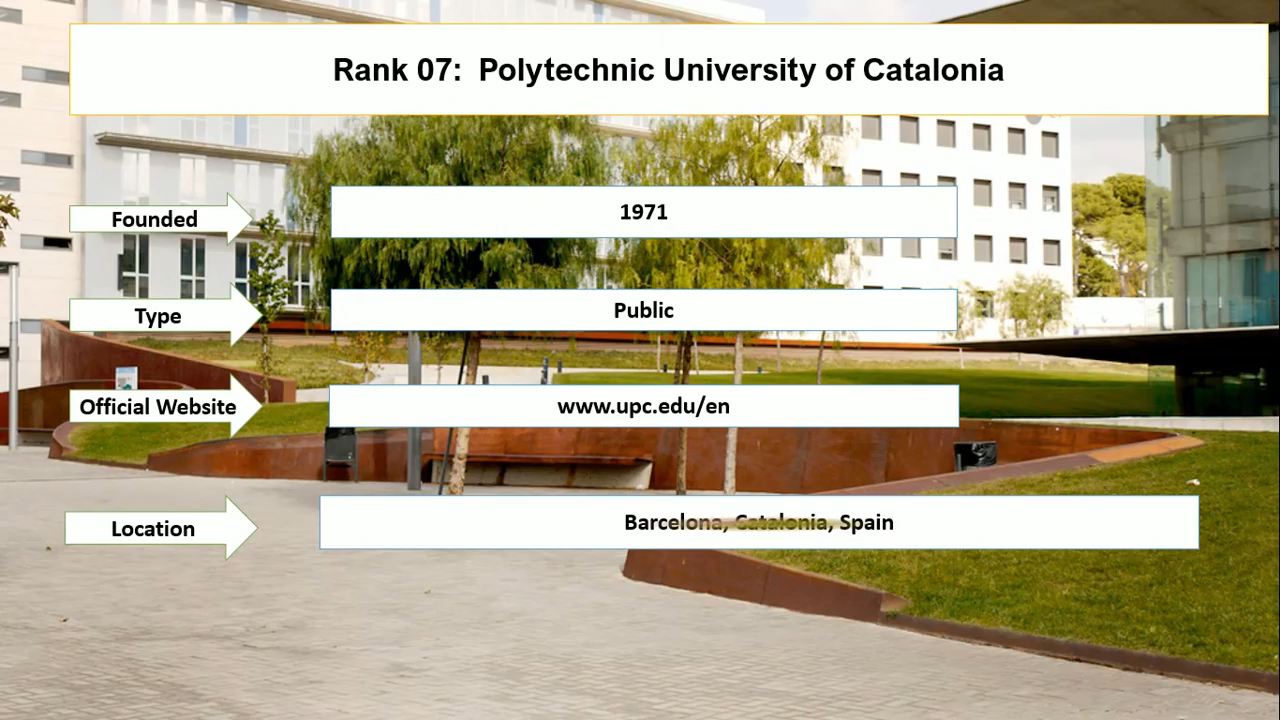 Rank 07: Polytechnic University of Catalonia
Founded
1971
Type
Public
Official Website
www.upc.edu/en
Location
Barcelona, Catalonia, Spain